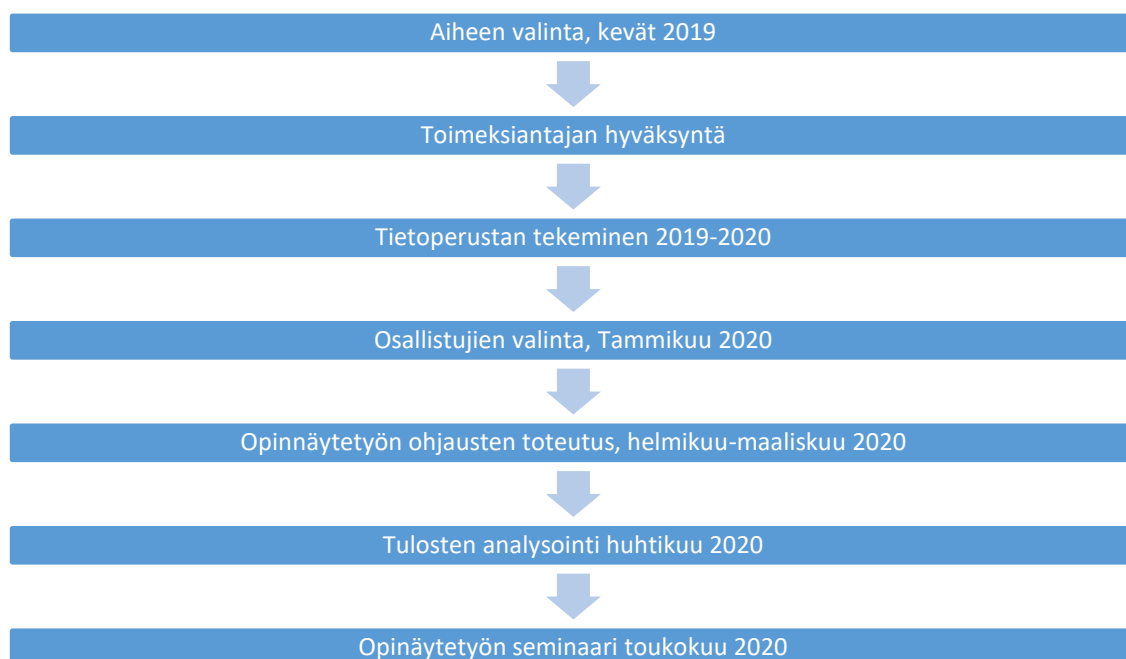 Aiheen valinta, kevät 2019
Toimeksiantajan hyväksyntä
Tietoperustan tekeminen 2019-2020
Osallistujien valinta, Tammikuu 2020
Opinnäytetyön ohjausten toteutus, helmikuu-maaliskuu 2020
Tulosten analysointi huhtikuu 2020
Opinäytetyön seminaari toukokuu 2020